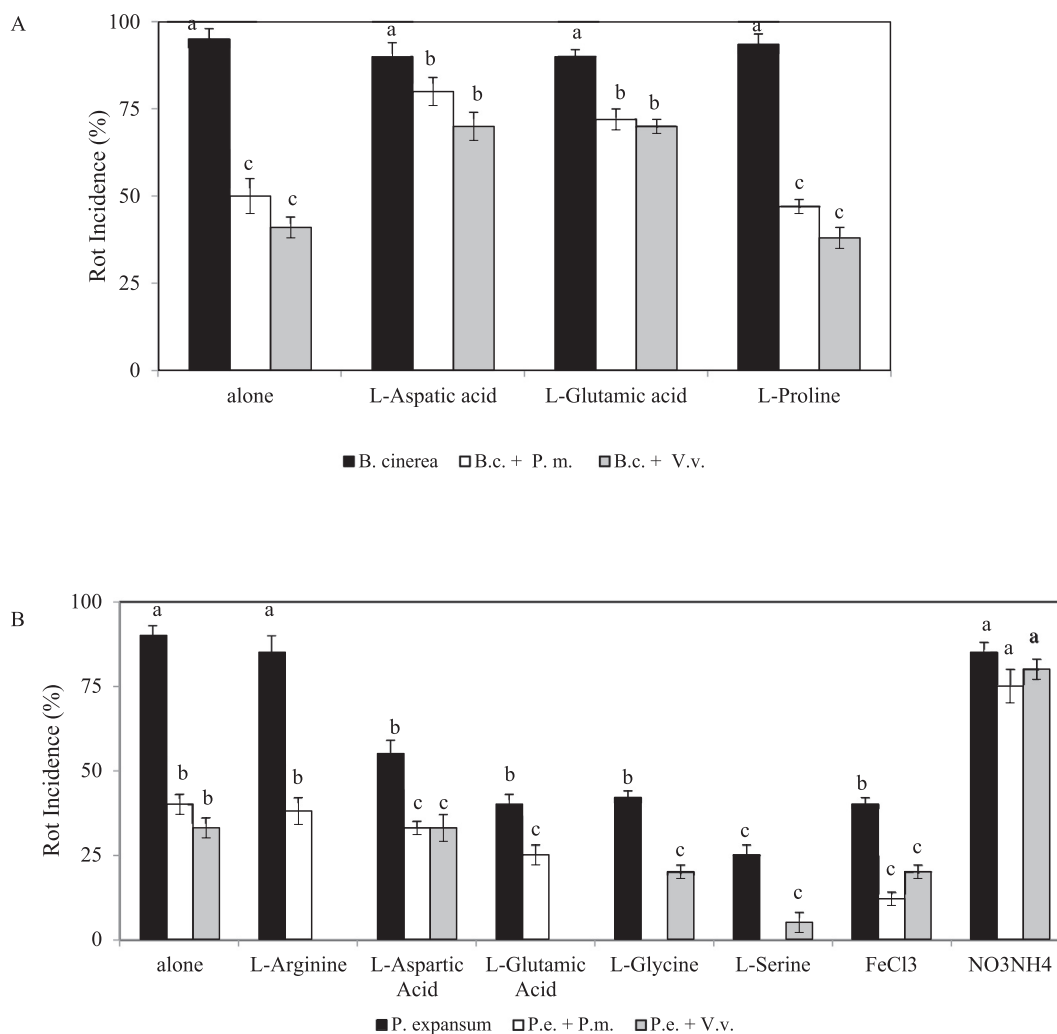 A
Rot Incidence (%)
100
75
50
25
0
a
c
c
a
b
b
a
b
b
a
c
c
alone
L-Aspatic acid
L-Glutamic acid
L-Proline
B. cinerea
B.c. + P. m.
B.c. + V.v.
B
Rot Incidence (%)
100
75
50
25
0
a
b
b
a
b
b
c
c
b
c
b
c
c
c
b
c
c
a
a
a
alone
L-Arginine
L-Aspartic
Acid
L-Glutamic
Acid
L-Glycine
L-Serine
FeCl3
NO3NH4
P. expansum
P.e. + P.m.
P.e. + V.v.